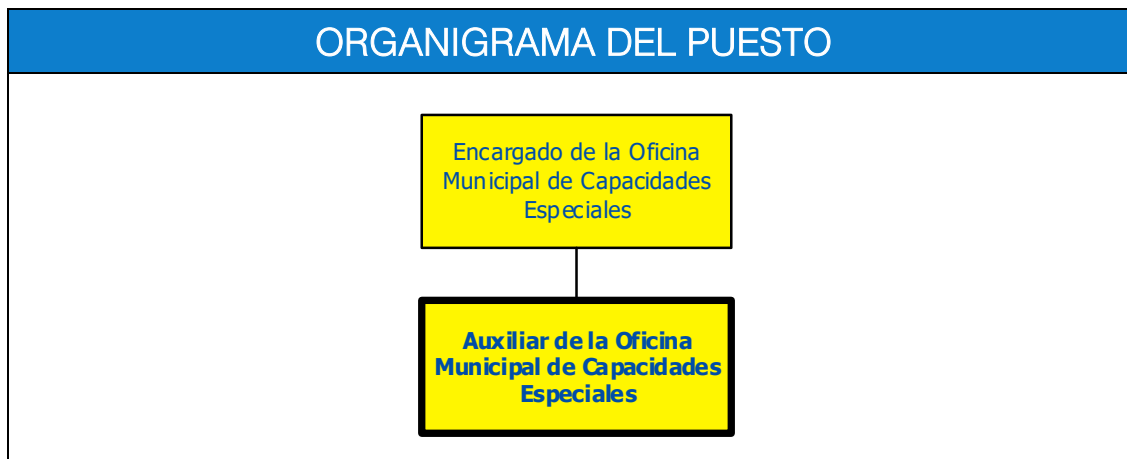 ORGANIGRAMA DEL PUESTO
Encargado de la Oficina
Municipal de Capacidades
Especiales
Auxiliar de la Oficina
Municipal de Capacidades
Especiales